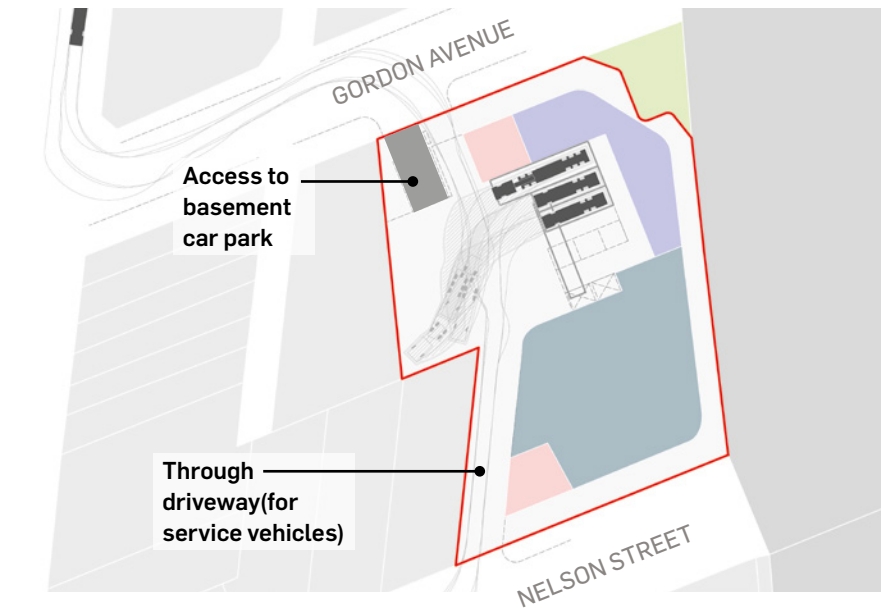 GORDON AVENUE
Access to
basement
car park
Through
driveway(for
service vehicles)
NELSON STREET